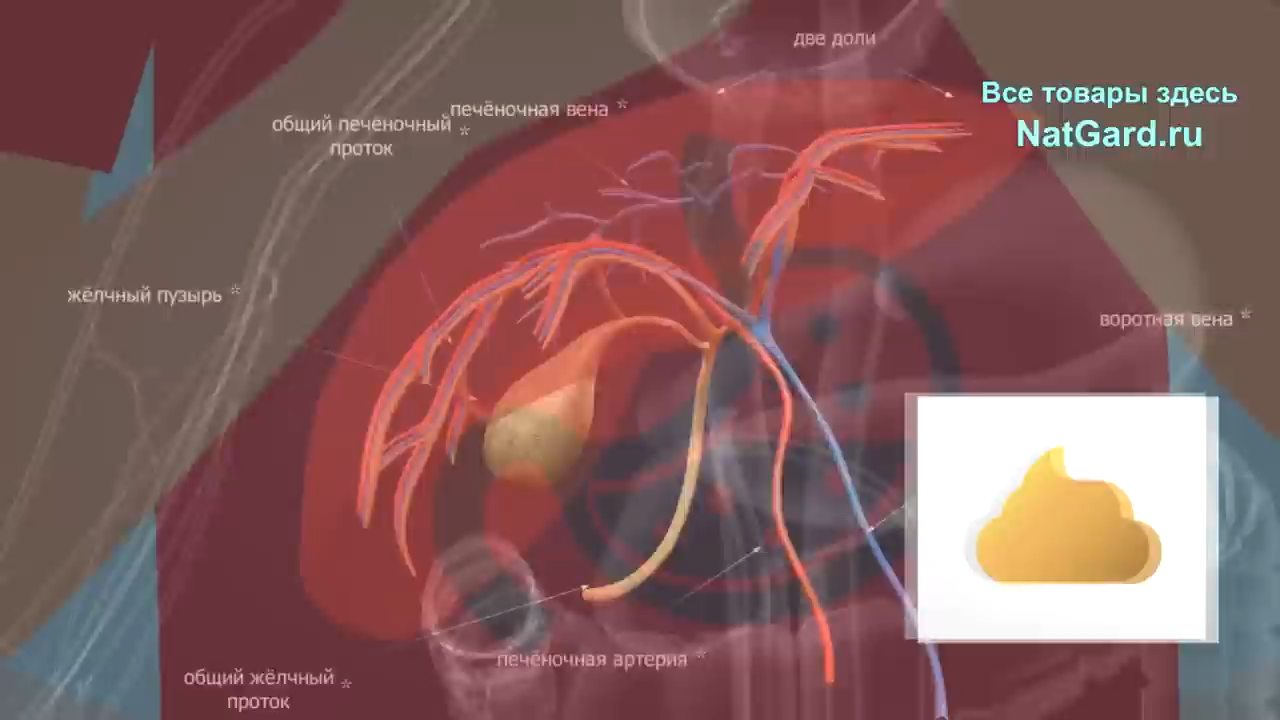 две доли
Все товары здесь
NatGard.ru
печёночная вена *
общий печёночный *
проток
жёлчный пузырь *
воротная вена *
печёночная артерия *
общий жёлчный *
проток